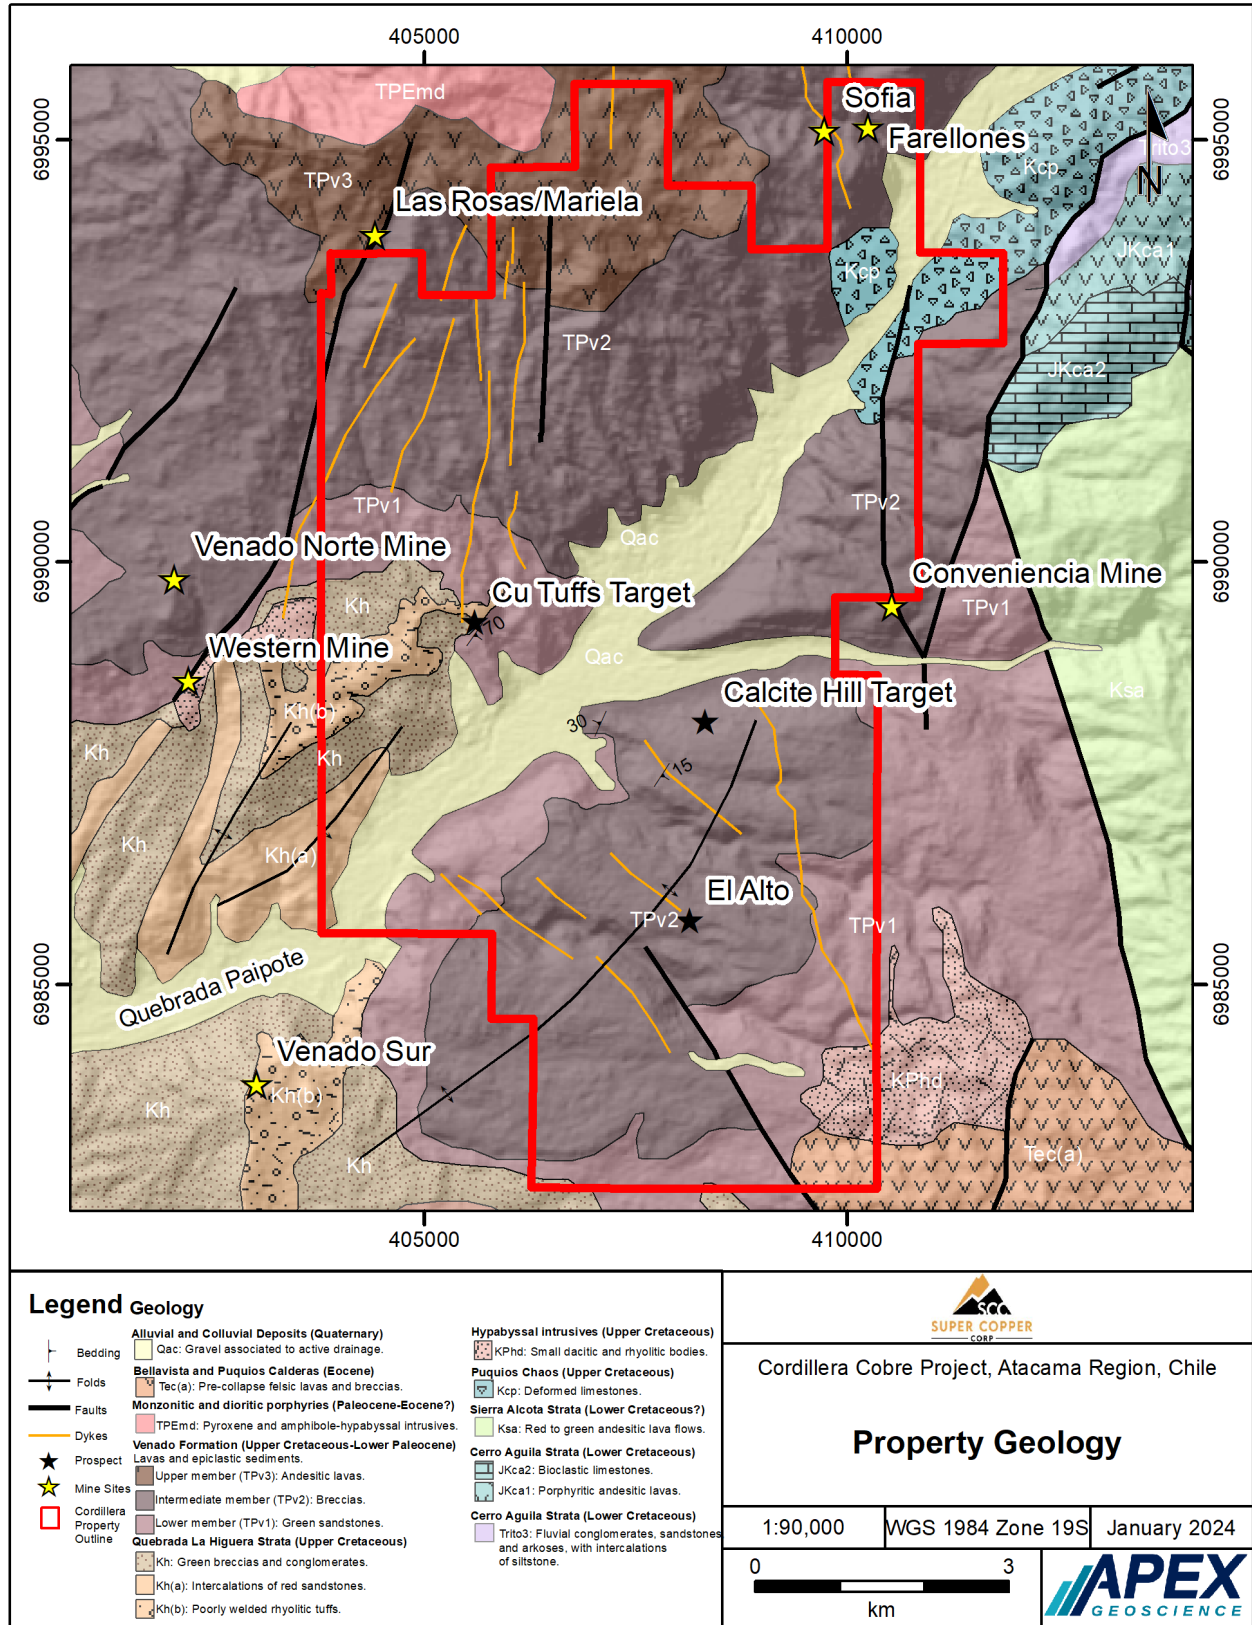 405000
410000
TPEmd
Sofia
6995000
Farellones
6995000
Trito3
Kcp
N
TPv3
Las Rosas/Mariela
JKca1
Kcp
TPv2
JKca2
TPv1
TPv2
Qac
Venado Norte Mine
6990000
Conveniencia Mine
6990000
Kh
Cu Tuffs Target
TPv1
70
Western Mine
Qac
Calcite Hill Target
Ksa
Kh(b)
30
Kh
Kh
15
Kh
Kh(a)
El Alto
TPv2
TPv1
Quebrada Paipote
6985000
6985000
Venado Sur
KPhd
Kh
Kh(b)
Kh
Tec(a)
405000
410000
Legend
Bedding
Folds
Faults
Dykes
Prospect
Mine Sites
Cordillera
Property
Outline
Geology
Alluvial and Colluvial Deposits (Quaternary)
Qac: Gravel associated to active drainage.
Bellavista and Puquios Calderas (Eocene)
Tec(a): Pre-collapse felsic lavas and breccias.
Monzonitic and dioritic porphyries (Paleocene-Eocene?)
TPEmd: Pyroxene and amphibole-hypabyssal intrusives.
Venado Formation (Upper Cretaceous-Lower Paleocene)
Lavas and epiclastic sediments.
Upper member (TPv3): Andesitic lavas.
Intermediate member (TPv2): Breccias.
Lower member (TPv1): Green sandstones.
Quebrada La Higuera Strata (Upper Cretaceous)
Kh: Green breccias and conglomerates.
Kh(a): Intercalations of red sandstones.
Kh(b): Poorly welded rhyolitic tuffs.
Hypabyssal intrusives (Upper Cretaceous)
KPhd: Small dacitic and rhyolitic bodies.
Puquios Chaos (Upper Cretaceous)
Kcp: Deformed limestones.
Sierra Alcota Strata (Lower Cretaceous?)
Ksa: Red to green andesitic lava flows.
Cerro Aguila Strata (Lower Cretaceous)
JKca2: Bioclastic limestones.
JKca1: Porphyritic andesitic lavas.
Cerro Aguila Strata (Lower Cretaceous)
Trito3: Fluvial conglomerates, sandstones
and arkoses, with intercalations
of siltstone.
SCC
SUPER COPPER
CORP
Cordillera Cobre Project, Atacama Region, Chile
Property Geology
1:90,000
WGS 1984 Zone 19S
January 2024
0
3
km
APEX
GEOSCIENCE